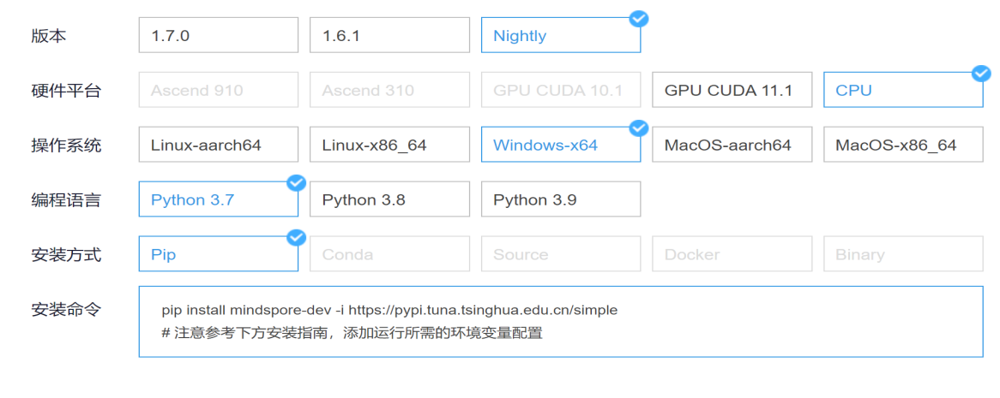 版本 1.7.0 1.6.1 Nightly
硬件平台 Ascend 910 Ascend 310 GPU CUDA 10.1 GPU CUDA 11.1 CPU
操作系统 Linux-aarch64 Linux-x86_64 Windows-x64 MacOS-aarch64 MacOS-x86_64
编程语言 Python 3.7 Python 3.8 Python 3.9
安装方式 Pip Conda Source Docker Binary
安装命令 pip install mindspore-dev -i https://pypi.tuna.tsinghua.edu.cn/simple
# 注意参考下方安装指南，添加运行所需的环境变量配置